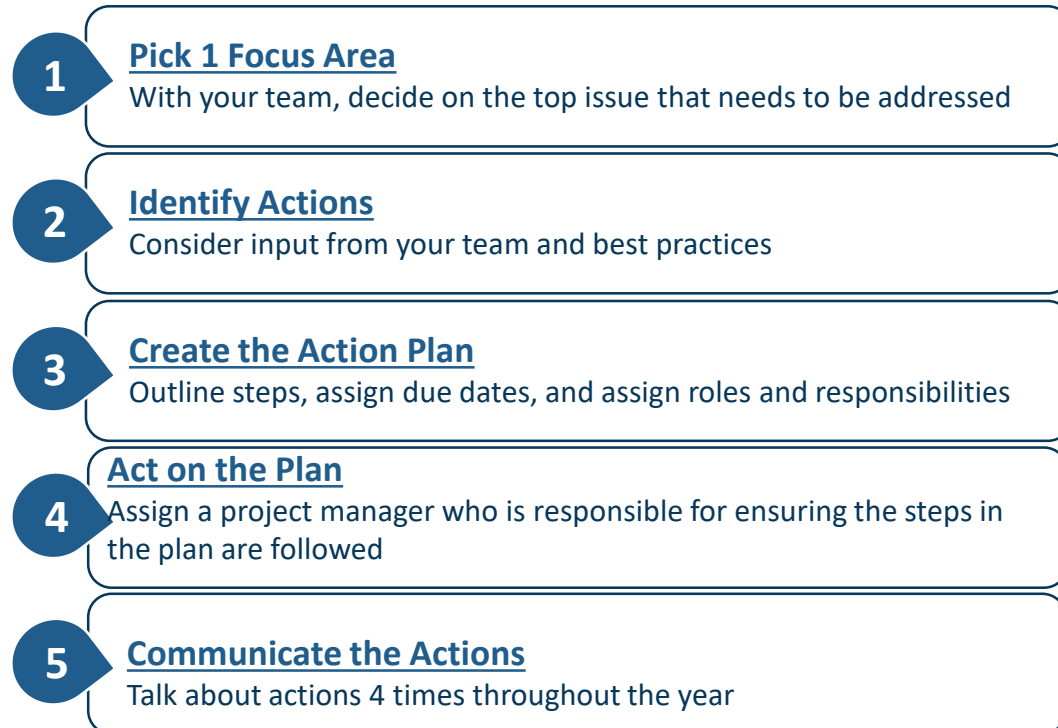 1
Pick 1 Focus Area
With your team, decide on the top issue that needs to be addressed
2
Identify Actions
Consider input from your team and best practices
3
Create the Action Plan
Outline steps, assign due dates, and assign roles and responsibilities
4
Act on the Plan
Assign a project manager who is responsible for ensuring the steps in
the plan are followed
5
Communicate the Actions
Talk about actions 4 times throughout the year